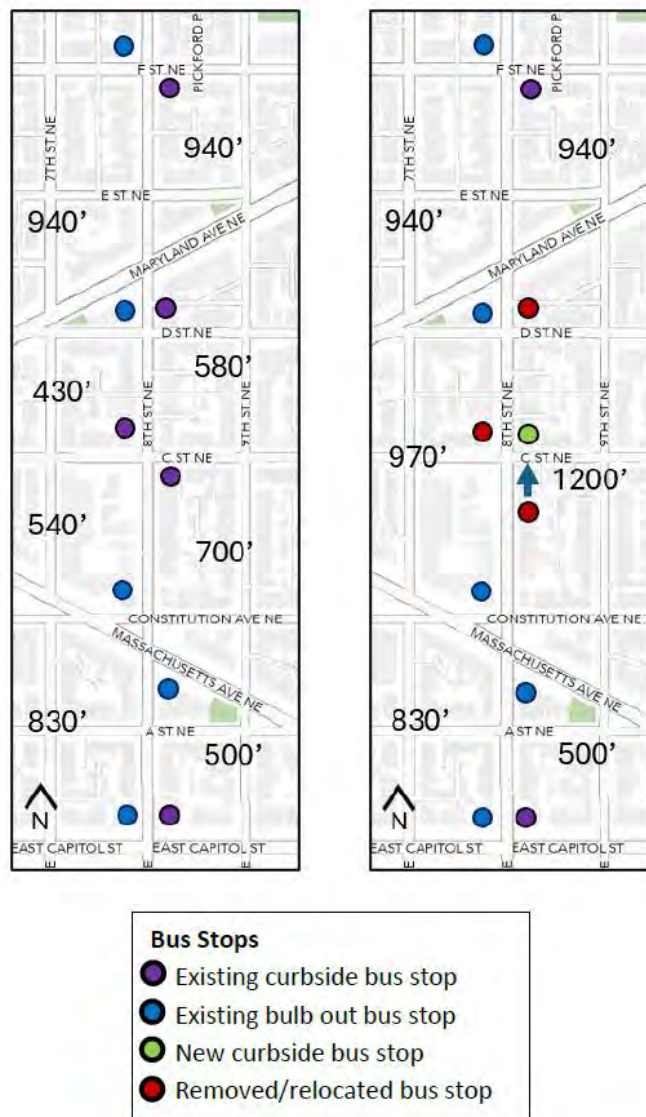 F ST NE
PICKFORD P
7TH ST. NE
940'
E ST. NE
940'
MARYLAND AVE NE
D ST. NE
580'
430'
8TH ST. NE
9TH ST. NE
C ST. NE
540'
700'
CONSTITUTION AVE NE
MASSACHUSETTS AVE NE
830'
A ST. NE
500'
N
EAST CAPITOL ST
EAST CAPITOL ST
E
E
E
F ST. NE
PICKFORD P
7TH ST. NE
940'
E ST. NE
940'
MARYLAND AVE NE
D ST. NE
8TH ST. NE
9TH ST. NE
970'
C ST. NE
1200'
CONSTITUTION AVE NE
MASSACHUSETTS AVE NE
830'
A ST. NE
500'
N
EAST CAPITOL ST
EAST CAPITOL ST
E
E
E
Bus Stops
Existing curbside bus stop
Existing bulb out bus stop
New curbside bus stop
Removed/relocated bus stop